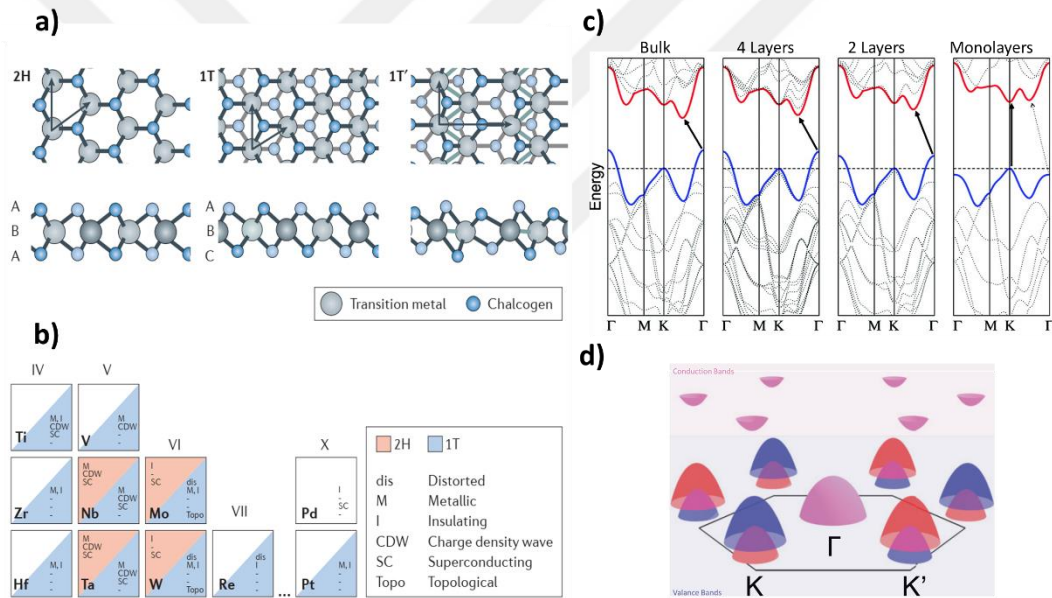 a)
2H
1T
1T′
A
B
A
A
B
C
Transition metal
Chalcogen
b)
IV
V
VI
VII
X
Ti
M, I
CDW
SC
-
V
M
CDW
-
-
Zr
M, I
-
-
-
Nb
M
CDW
SC
M
CDW
SC
-
Mo
I
-
SC
dis
M, I
-
-
Topo
Pd
I
-
SC
-
Hf
M, I
-
-
-
Ta
M
CDW
SC
M
CDW
SC
-
W
I
-
SC
dis
M, I
-
-
Topo
Re
dis
I
-
-
-
...
Pt
M, I
-
-
-
2H
1T
dis Distorted
M Metallic
I Insulating
CDW Charge density wave
SC Superconducting
Topo Topological
c)
Bulk
4 Layers
2 Layers
Monolayers
Energy
Γ M K Γ
Γ M K Γ
Γ M K Γ
Γ M K Γ
d)
Conduction Bands
Γ
K
K’
Valance Bands